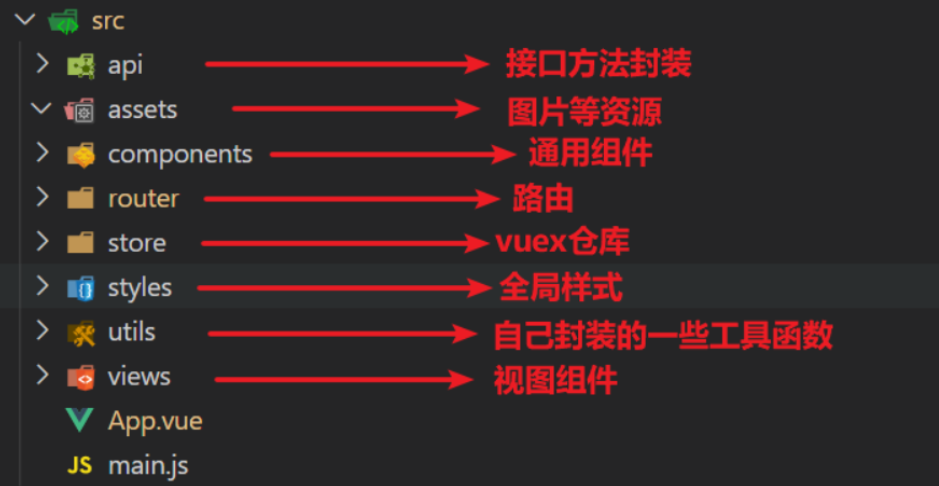 src
api 接口方法封装
assets 图片等资源
components 通用组件
router 路由
store vuex仓库
styles 全局样式
utils 自己封装的一些工具函数
views 视图组件
App.vue
JS main.js